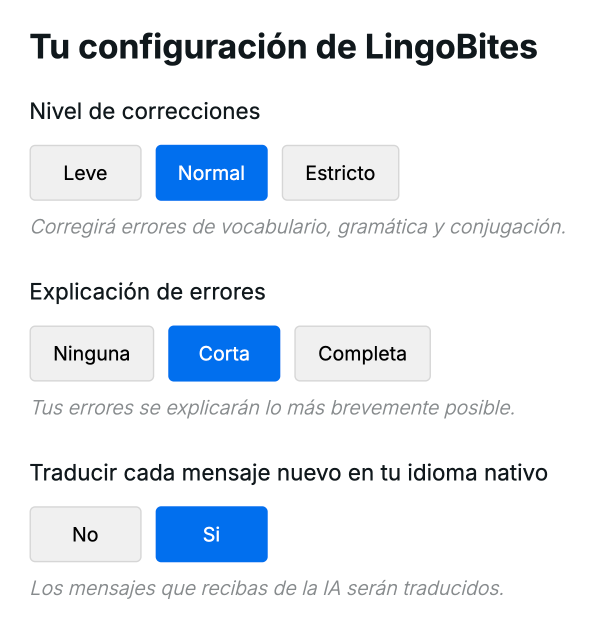 Tu configuración de LingoBites
Nivel de correcciones
Leve Normal Estricto
Corregirá errores de vocabulario, gramática y conjugación.
Explicación de errores
Ninguna Corta Completa
Tus errores se explicarán lo más brevemente posible.
Traducir cada mensaje nuevo en tu idioma nativo
No Si
Los mensajes que recibas de la IA serán traducidos.